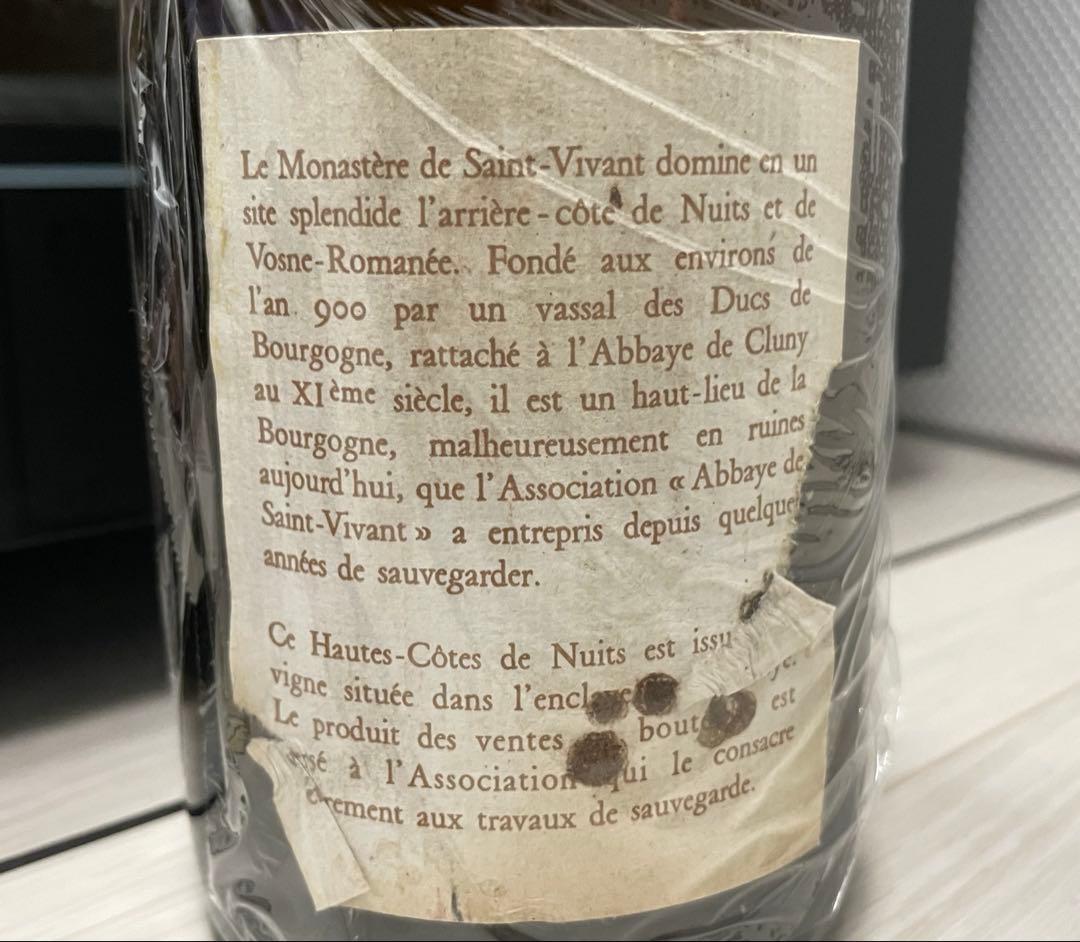 Le Monastère de Saint-Vivant domine en un
site splendide l'arrière-côte de Nuits et de
Vosne-Romanée. Fondé aux environs de
l'an 900 par un vassal des Ducs de
Bourgogne, rattaché à l'Abbaye de Cluny
au XIème siècle, il est un haut-lieu de la
Bourgogne, malheureusement en ruines
aujourd'hui, que l'Association « Abbaye de
Saint-Vivant » a entrepris depuis quelques
années de sauvegarder.
Ce Hautes-Côtes de Nuits est issu
vigne située dans l'enclave
Le produit des ventes est
à l'Association qui le consacre
aux travaux de sauvegarde.